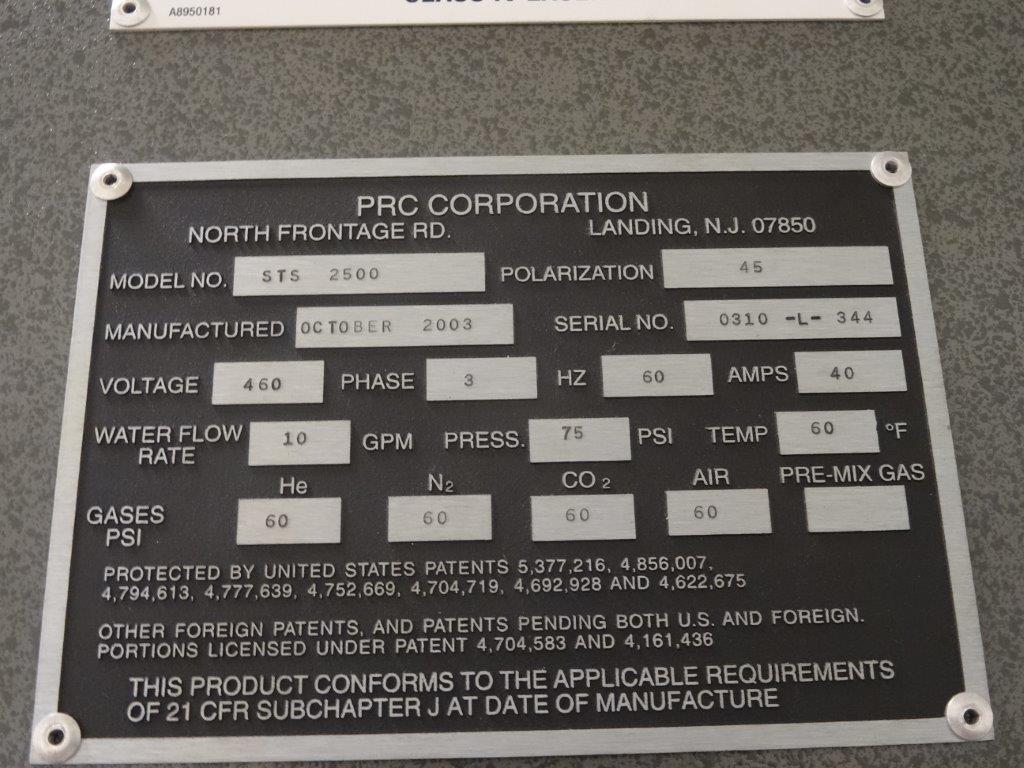 A8950181
PRC CORPORATION
NORTH FRONTAGE RD. LANDING, N.J. 07850
MODEL NO. STS 2500 POLARIZATION 45
MANUFACTURED OCTOBER 2003 SERIAL NO. 0310 -L- 344
VOLTAGE 460 PHASE 3 HZ 60 AMPS 40
WATER FLOW RATE 10 GPM PRESS. 75 PSI TEMP 60 °F
He N2 CO2 AIR PRE-MIX GAS
GASES PSI 60 60 60 60
PROTECTED BY UNITED STATES PATENTS 5,377,216, 4,856,007,
4,794,613, 4,777,639, 4,752,669, 4,704,719, 4,692,928 AND 4,622,675
OTHER FOREIGN PATENTS, AND PATENTS PENDING BOTH U.S. AND FOREIGN.
PORTIONS LICENSED UNDER PATENT 4,704,583 AND 4,161,436
THIS PRODUCT CONFORMS TO THE APPLICABLE REQUIREMENTS
OF 21 CFR SUBCHAPTER J AT DATE OF MANUFACTURE